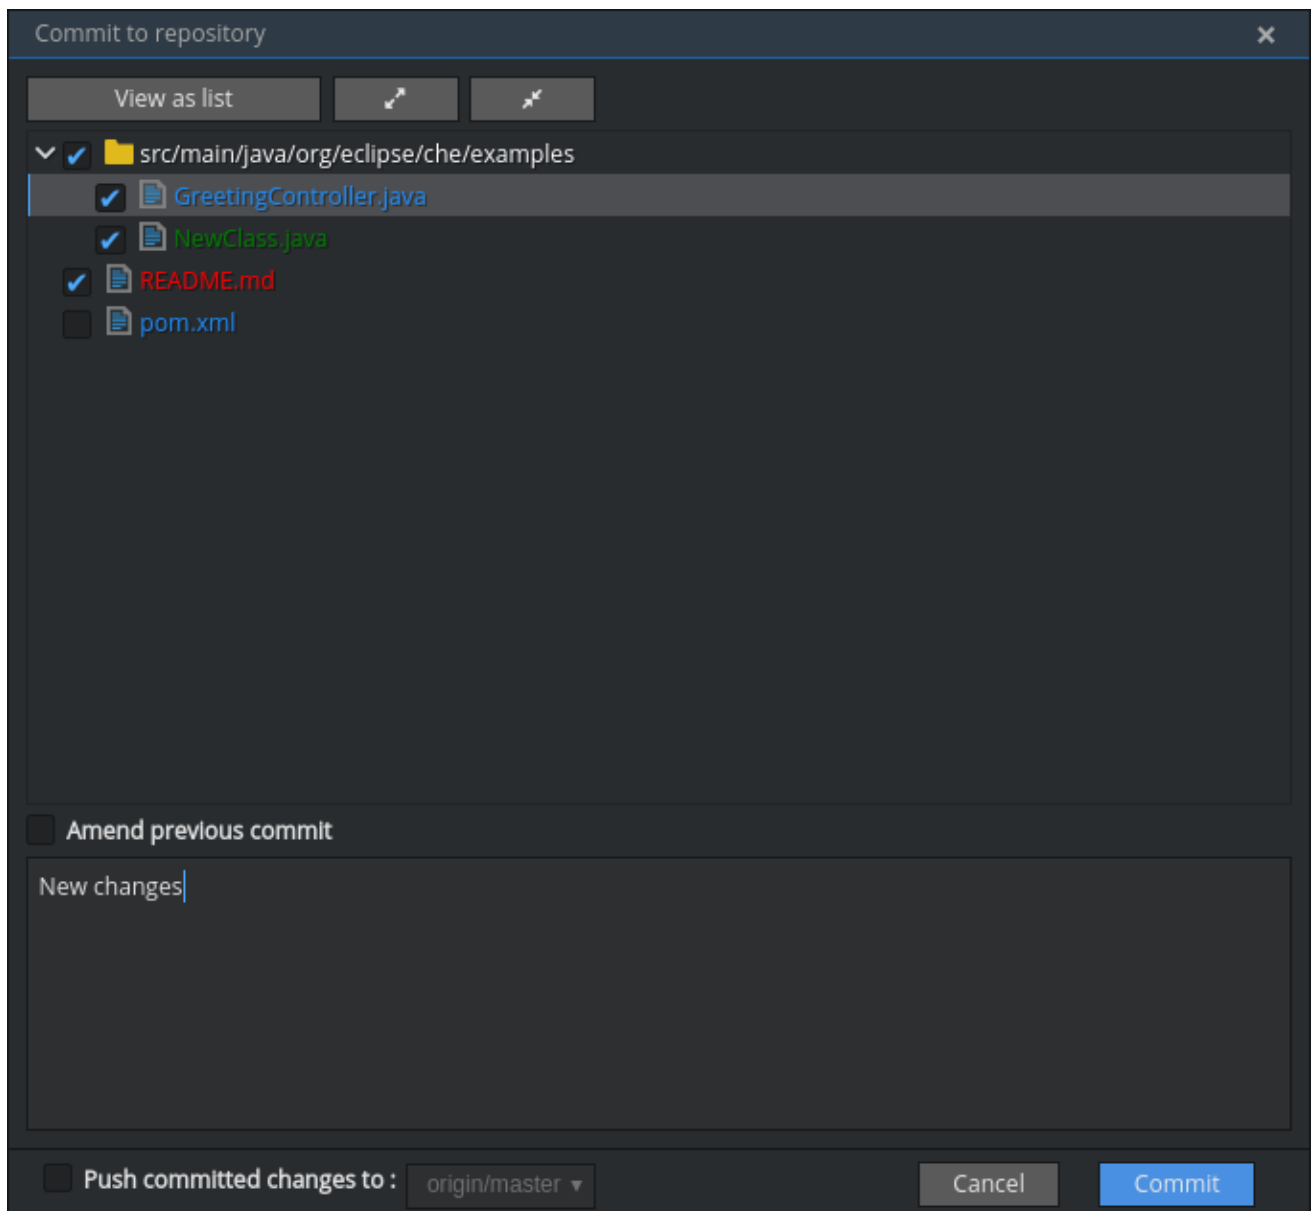 Commit to repository
View as list
src/main/java/org/eclipse/che/examples
GreetingController.java
NewClass.java
README.md
pom.xml
Amend previous commit
New changes
Push committed changes to : origin/master
Cancel
Commit